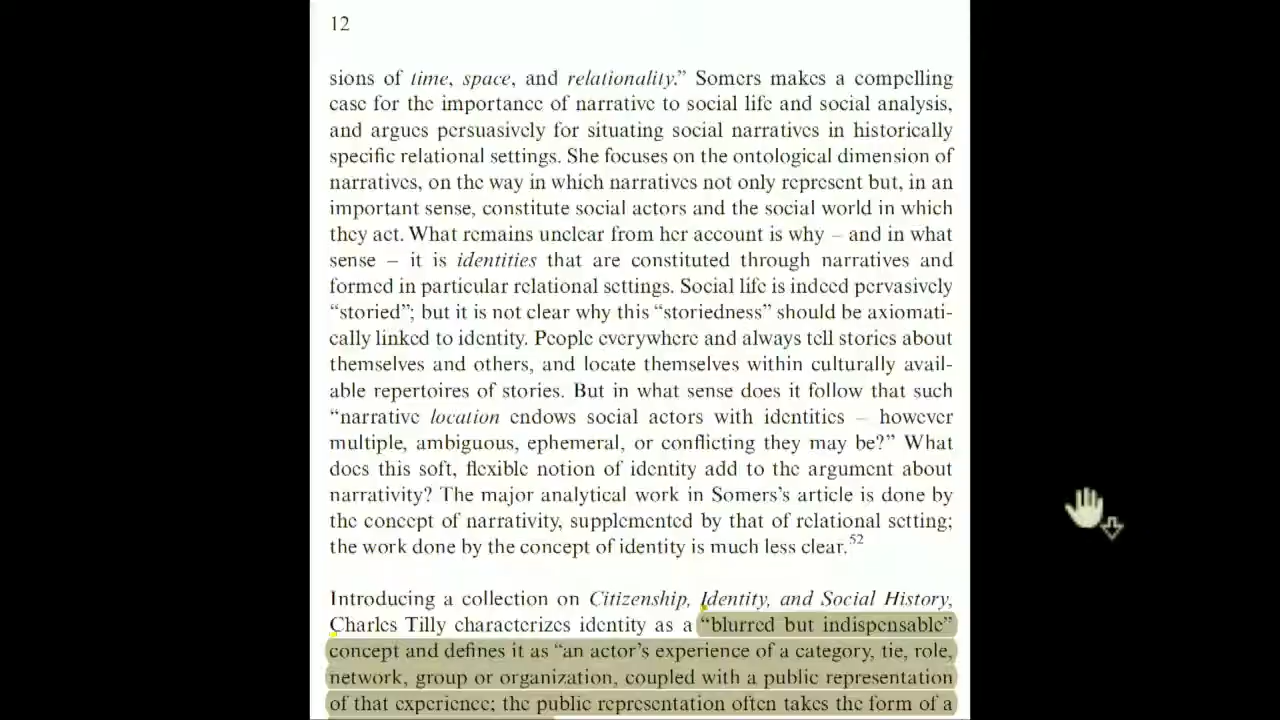 12
sions of time, space, and relationality.” Somers makes a compelling
case for the importance of narrative to social life and social analysis,
and argues persuasively for situating social narratives in historically
specific relational settings. She focuses on the ontological dimension of
narratives, on the way in which narratives not only represent but, in an
important sense, constitute social actors and the social world in which
they act. What remains unclear from her account is why – and in what
sense – it is identities that are constituted through narratives and
formed in particular relational settings. Social life is indeed pervasively
“storied”; but it is not clear why this “storiedness” should be axiomati-
cally linked to identity. People everywhere and always tell stories about
themselves and others, and locate themselves within culturally avail-
able repertoires of stories. But in what sense does it follow that such
“narrative location endows social actors with identities – however
multiple, ambiguous, ephemeral, or conflicting they may be?” What
does this soft, flexible notion of identity add to the argument about
narrativity? The major analytical work in Somers’s article is done by
the concept of narrativity, supplemented by that of relational setting;
the work done by the concept of identity is much less clear.52
Introducing a collection on Citizenship, Identity, and Social History,
Charles Tilly characterizes identity as a “blurred but indispensable”
concept and defines it as “an actor’s experience of a category, tie, role,
network, group or organization, coupled with a public representation
of that experience; the public representation often takes the form of a